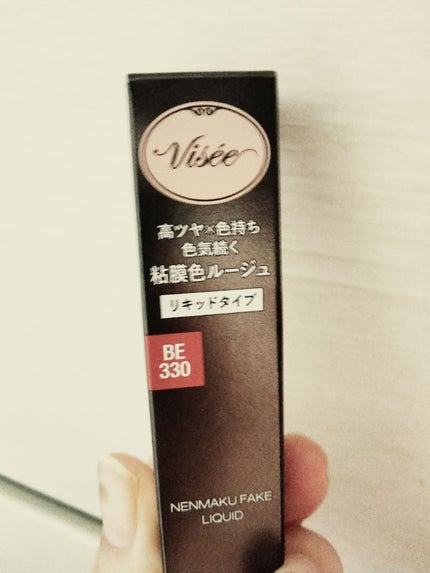 Visée
高ツヤ×色持ち
色気続く
粘膜色ルージュ
リキッドタイプ
BE
330
NENMAKU FAKE
LIQUID